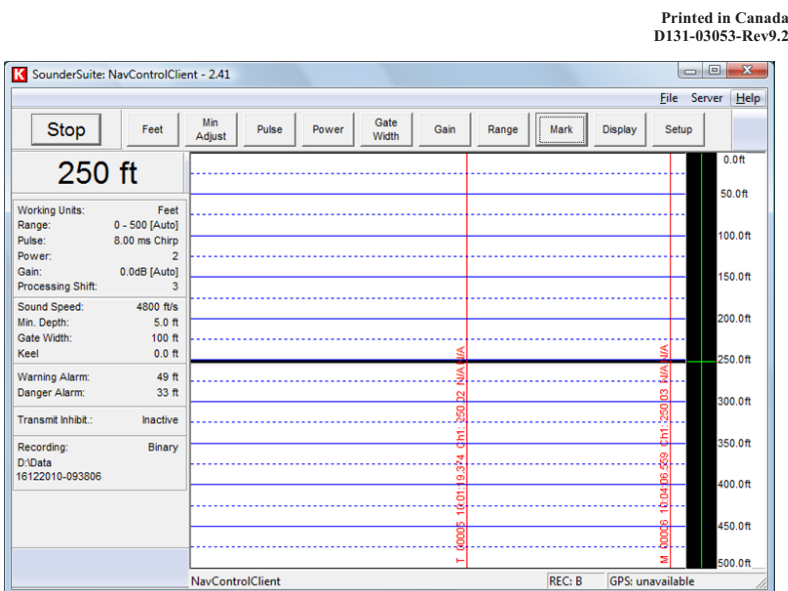 Printed in Canada
D131-03053-Rev9.2
K SounderSuite: NavControlClient - 2.41
File Server Help
Stop Feet Min Adjust Pulse Power Gate Width Gain Range Mark Display Setup
250 ft
Working Units: Feet
Range: 0 - 500 [Auto]
Pulse: 8.00 ms Chirp
Power: 2
Gain: 0.0dB [Auto]
Processing Shift: 3
Sound Speed: 4800 ft/s
Min. Depth: 5.0 ft
Gate Width: 100 ft
Keel 0.0 ft
Warning Alarm: 49 ft
Danger Alarm: 33 ft
Transmit Inhibit.: Inactive
Recording: Binary
D:\Data
16122010-093806
T 00005 10:01:19.374 Ch1: 250.02 N/A N/A
M 00006 10:04:06.559 Ch1: 250.03 N/A N/A
0.0ft
50.0ft
100.0ft
150.0ft
200.0ft
250.0ft
300.0ft
350.0ft
400.0ft
450.0ft
500.0ft
NavControlClient REC: B GPS: unavailable